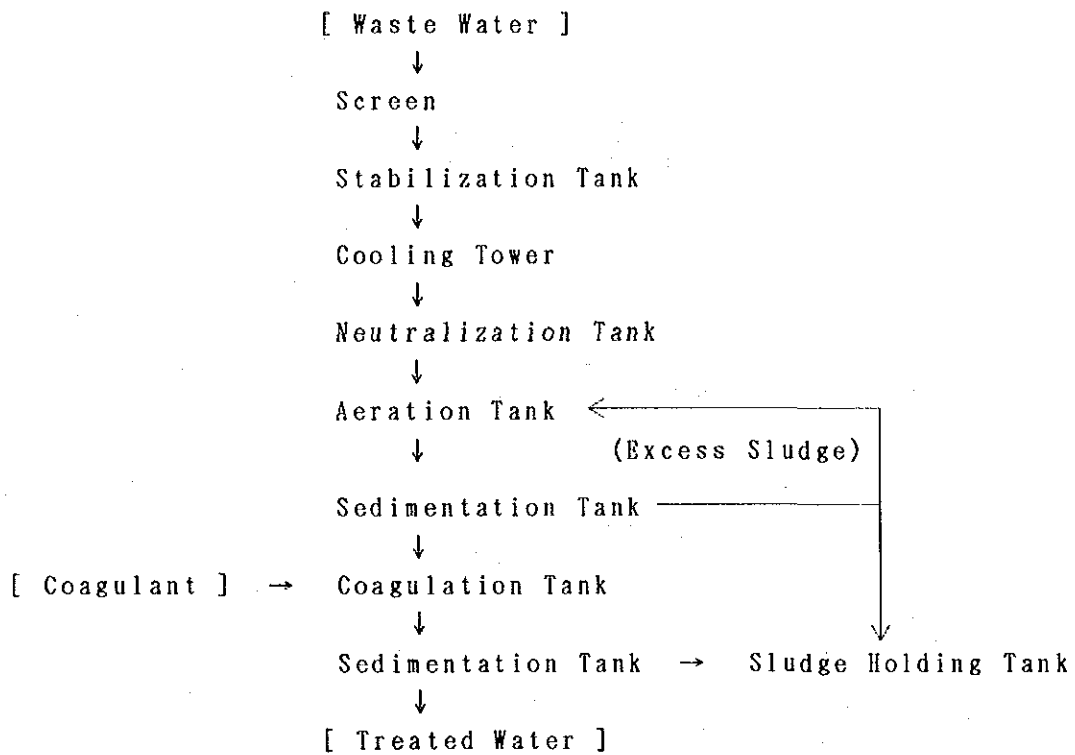 [ Waste Water ]
↓
Screen
↓
Stabilization Tank
↓
Cooling Tower
↓
Neutralization Tank
↓
Aeration Tank ←
↓ (Excess Sludge)
Sedimentation Tank
↓
[ Coagulant ] → Coagulation Tank
↓
Sedimentation Tank → Sludge Holding Tank
↓
[ Treated Water ]